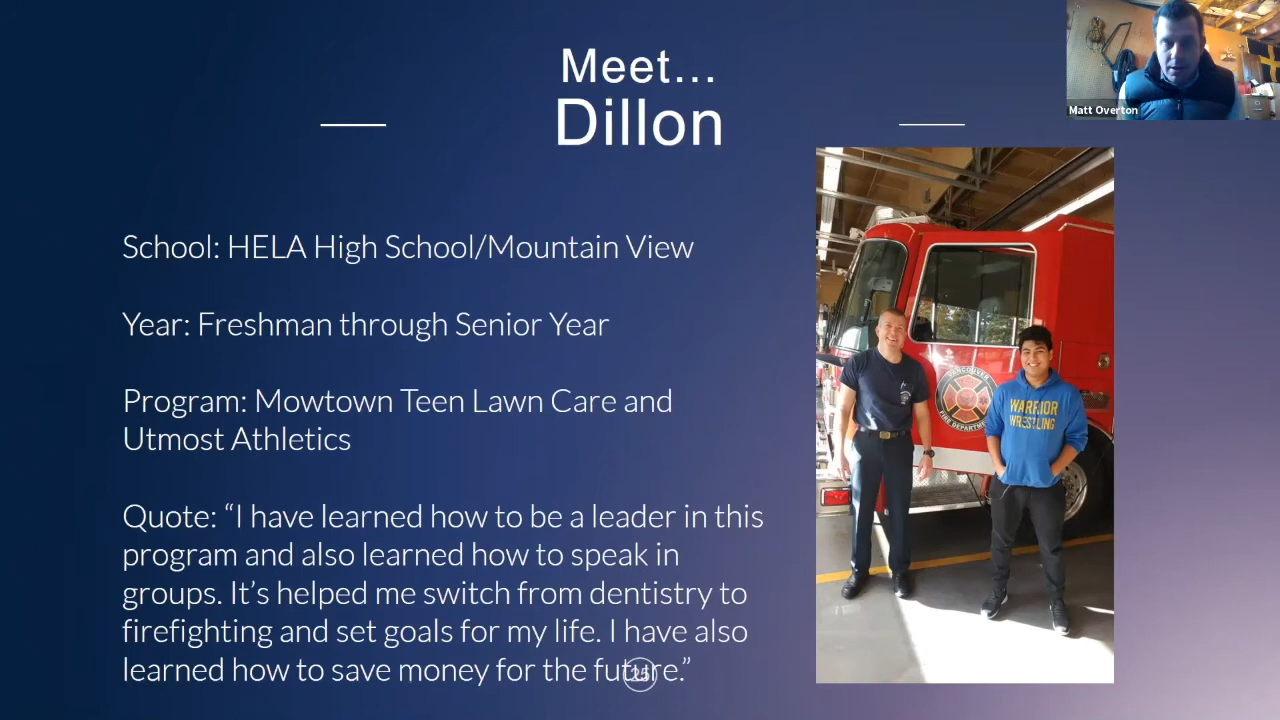 Meet...
Dillon
Matt Overton
School: HELA High School/Mountain View
Year: Freshman through Senior Year
Program: Mowtown Teen Lawn Care and
Utmost Athletics
Quote: “I have learned how to be a leader in this
program and also learned how to speak in
groups. It’s helped me switch from dentistry to
firefighting and set goals for my life. I have also
learned how to save money for the future.”
25
VANCOUVER
FIRE DEPARTMENT
WARRIOR
WRESTLING